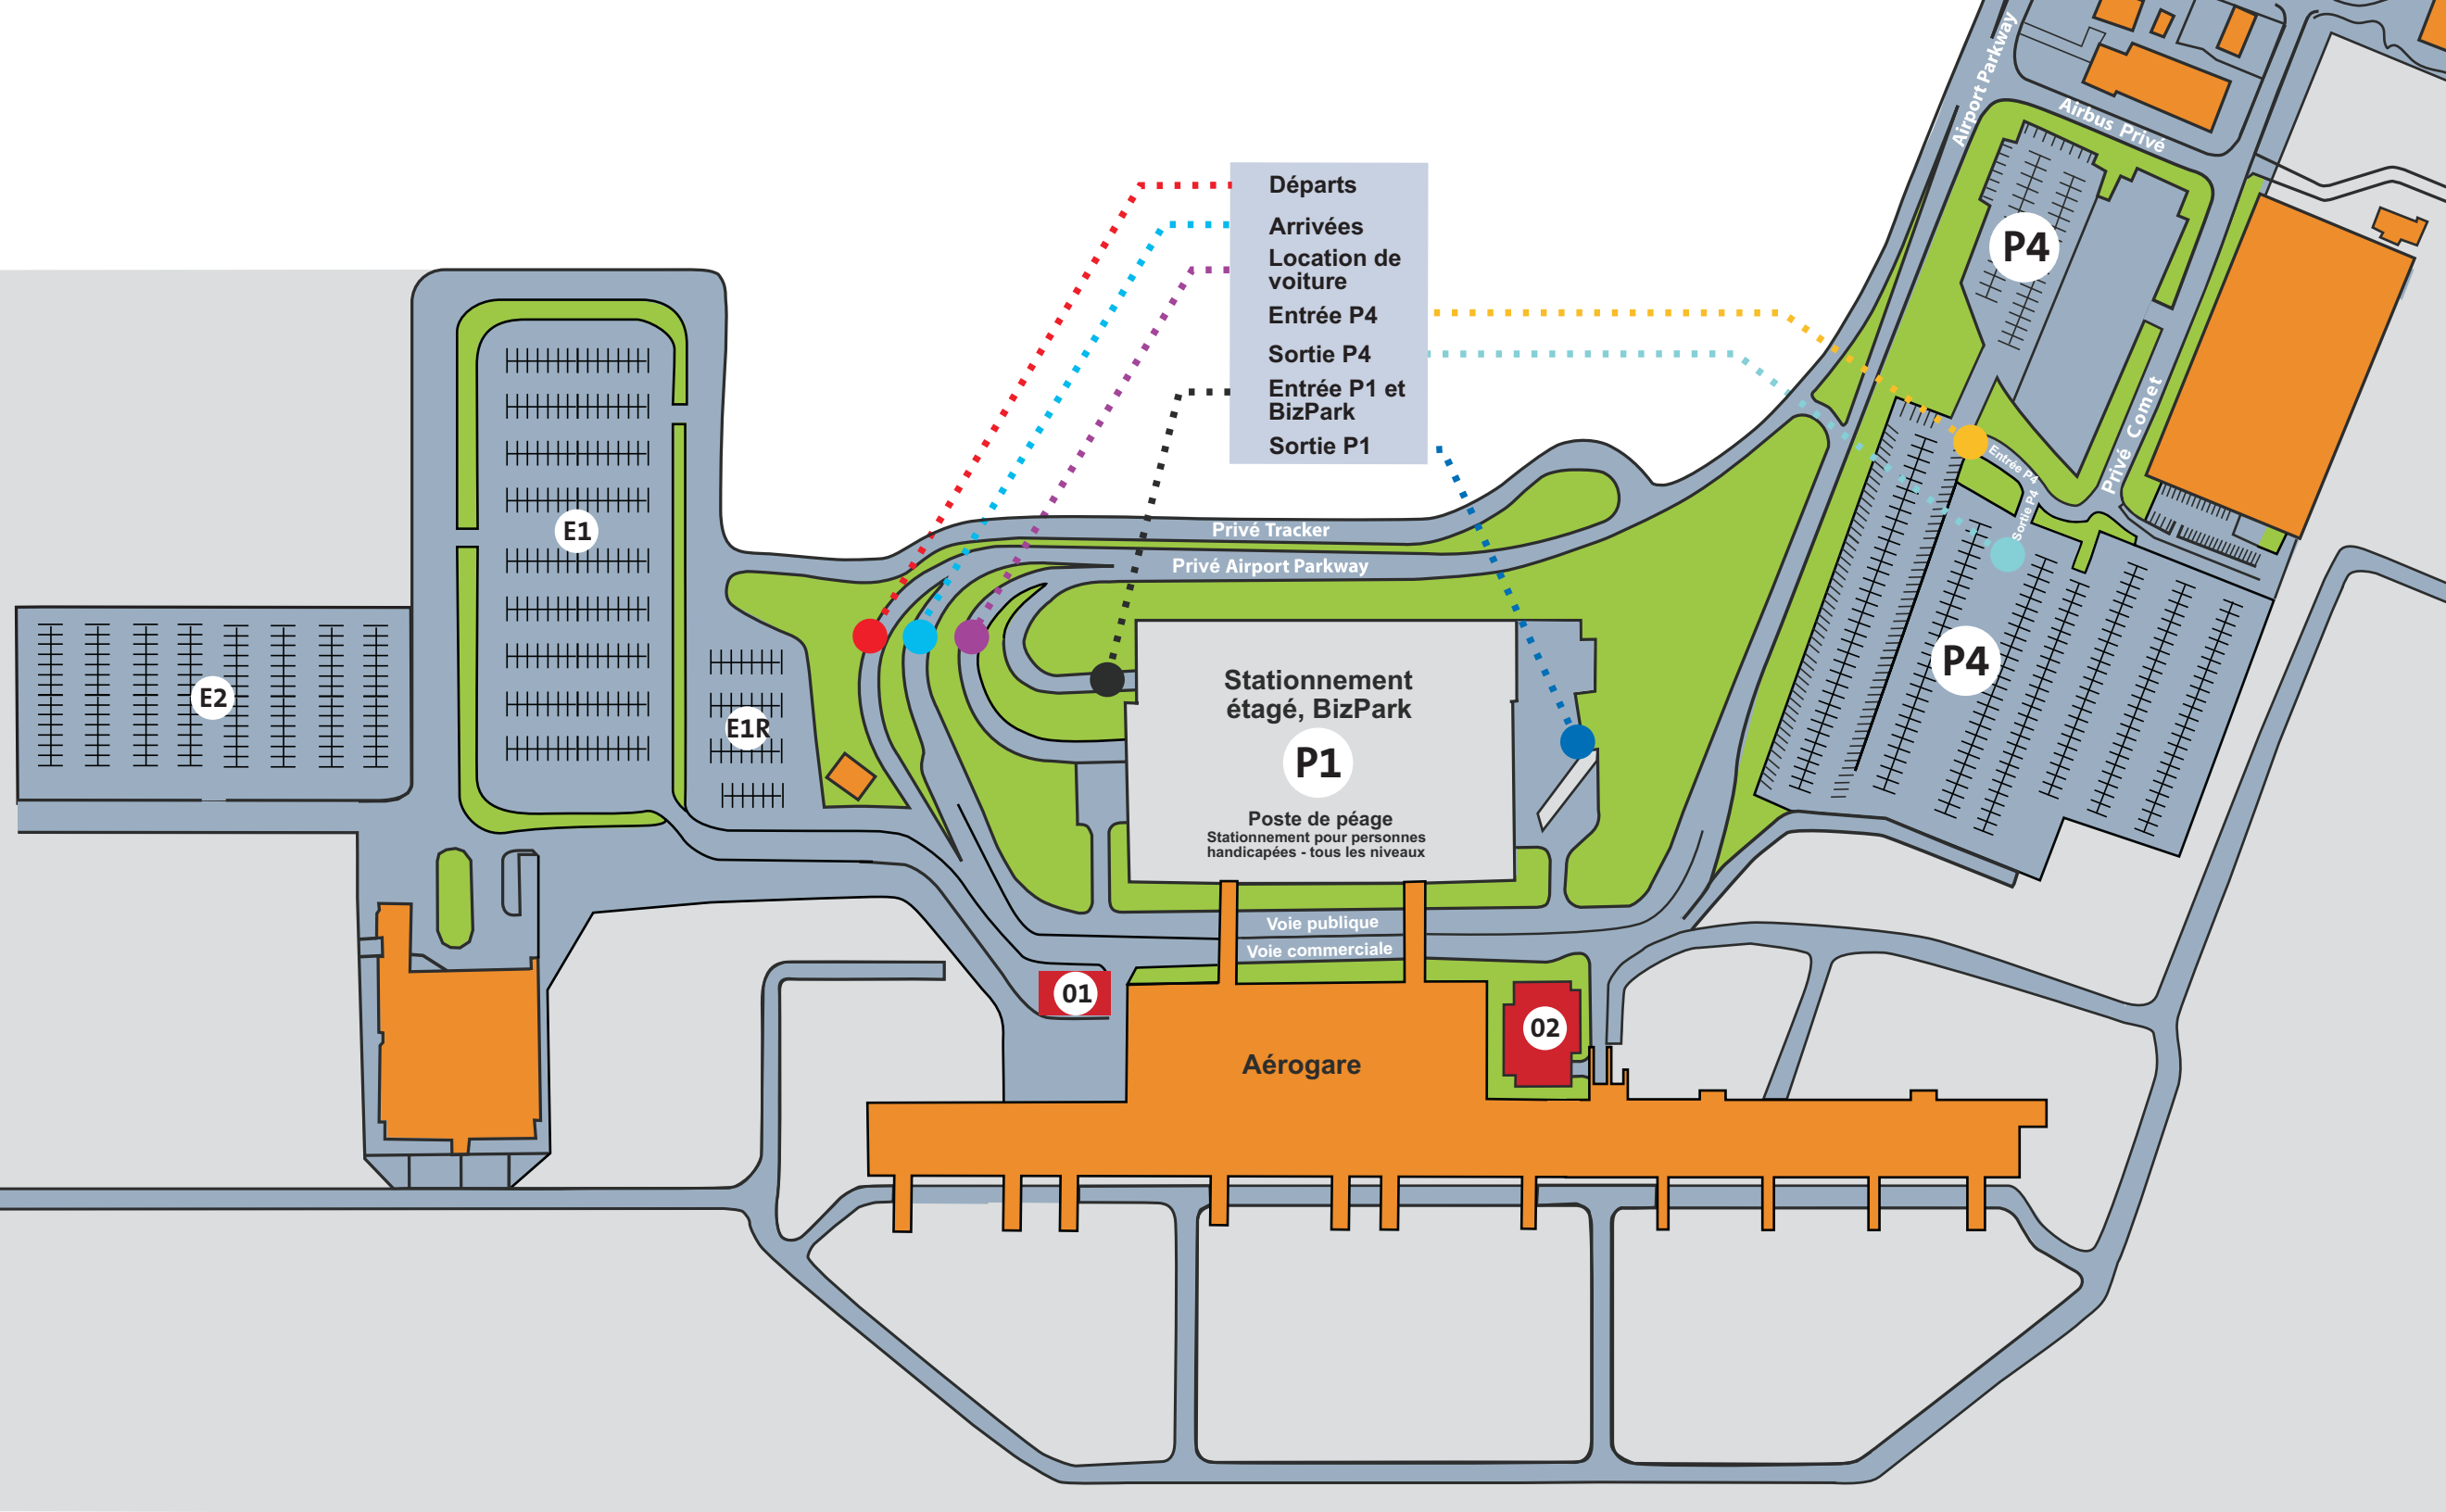 Airport Parkway
Airbus Privé
Départs
Arrivées
Location de
voiture
Entrée P4
Sortie P4
Entrée P1 et
BizPark
Sortie P1
P4
Privé Comet
Entrée P4
Sortie P4
E1
Privé Tracker
Privé Airport Parkway
P4
E2
E1R
Stationnement
étagé, BizPark
P1
Poste de péage
Stationnement pour personnes
handicapées - tous les niveaux
Voie publique
Voie commerciale
01
02
Aérogare